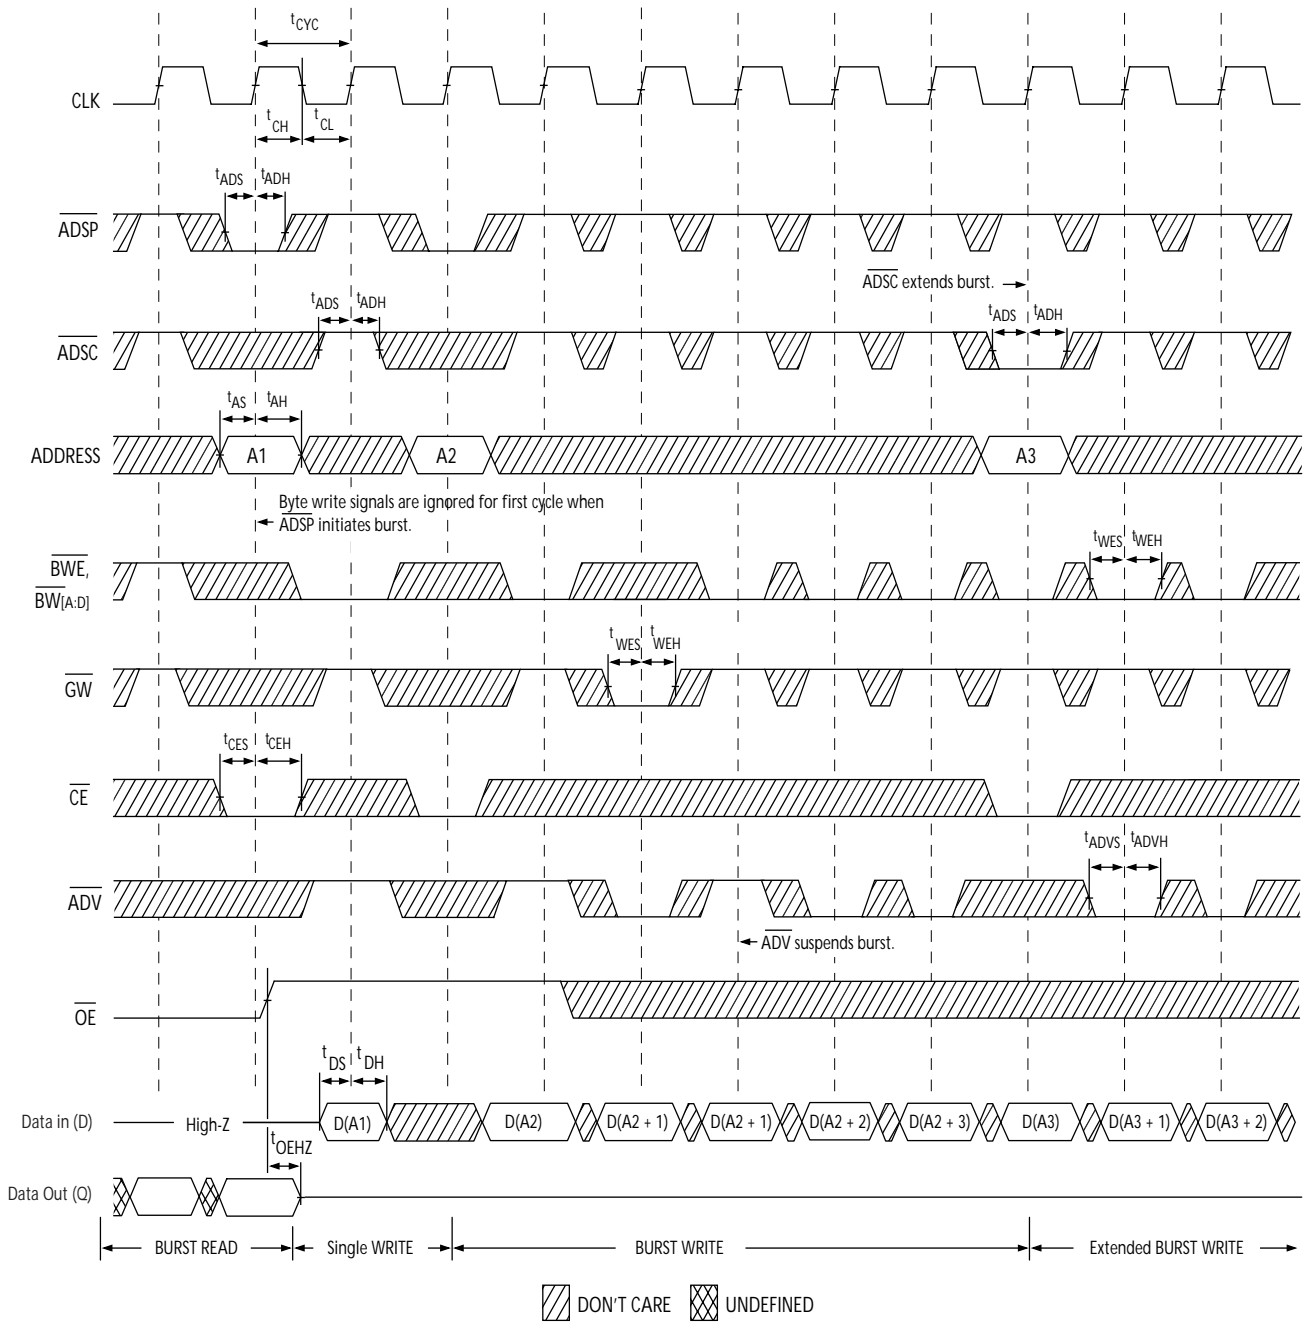 tCYC
CLK
tCH
tCL
tADS
tADH
ADSP
ADSC extends burst.
tADS
tADH
tADS
tADH
ADSC
tAS
tAH
ADDRESS
A1
A2
A3
Byte write signals are ignored for first cycle when
ADSP initiates burst.
tWES
tWEH
BWE,
BW[A:D]
tWES
tWEH
GW
tCES
tCEH
CE
tADVS
tADVH
ADV
ADV suspends burst.
OE
tDS
tDH
Data in (D)
High-Z
D(A1)
D(A2)
D(A2 + 1)
D(A2 + 1)
D(A2 + 2)
D(A2 + 3)
D(A3)
D(A3 + 1)
D(A3 + 2)
tOEHZ
Data Out (Q)
BURST READ
Single WRITE
BURST WRITE
Extended BURST WRITE
DON'T CARE
UNDEFINED